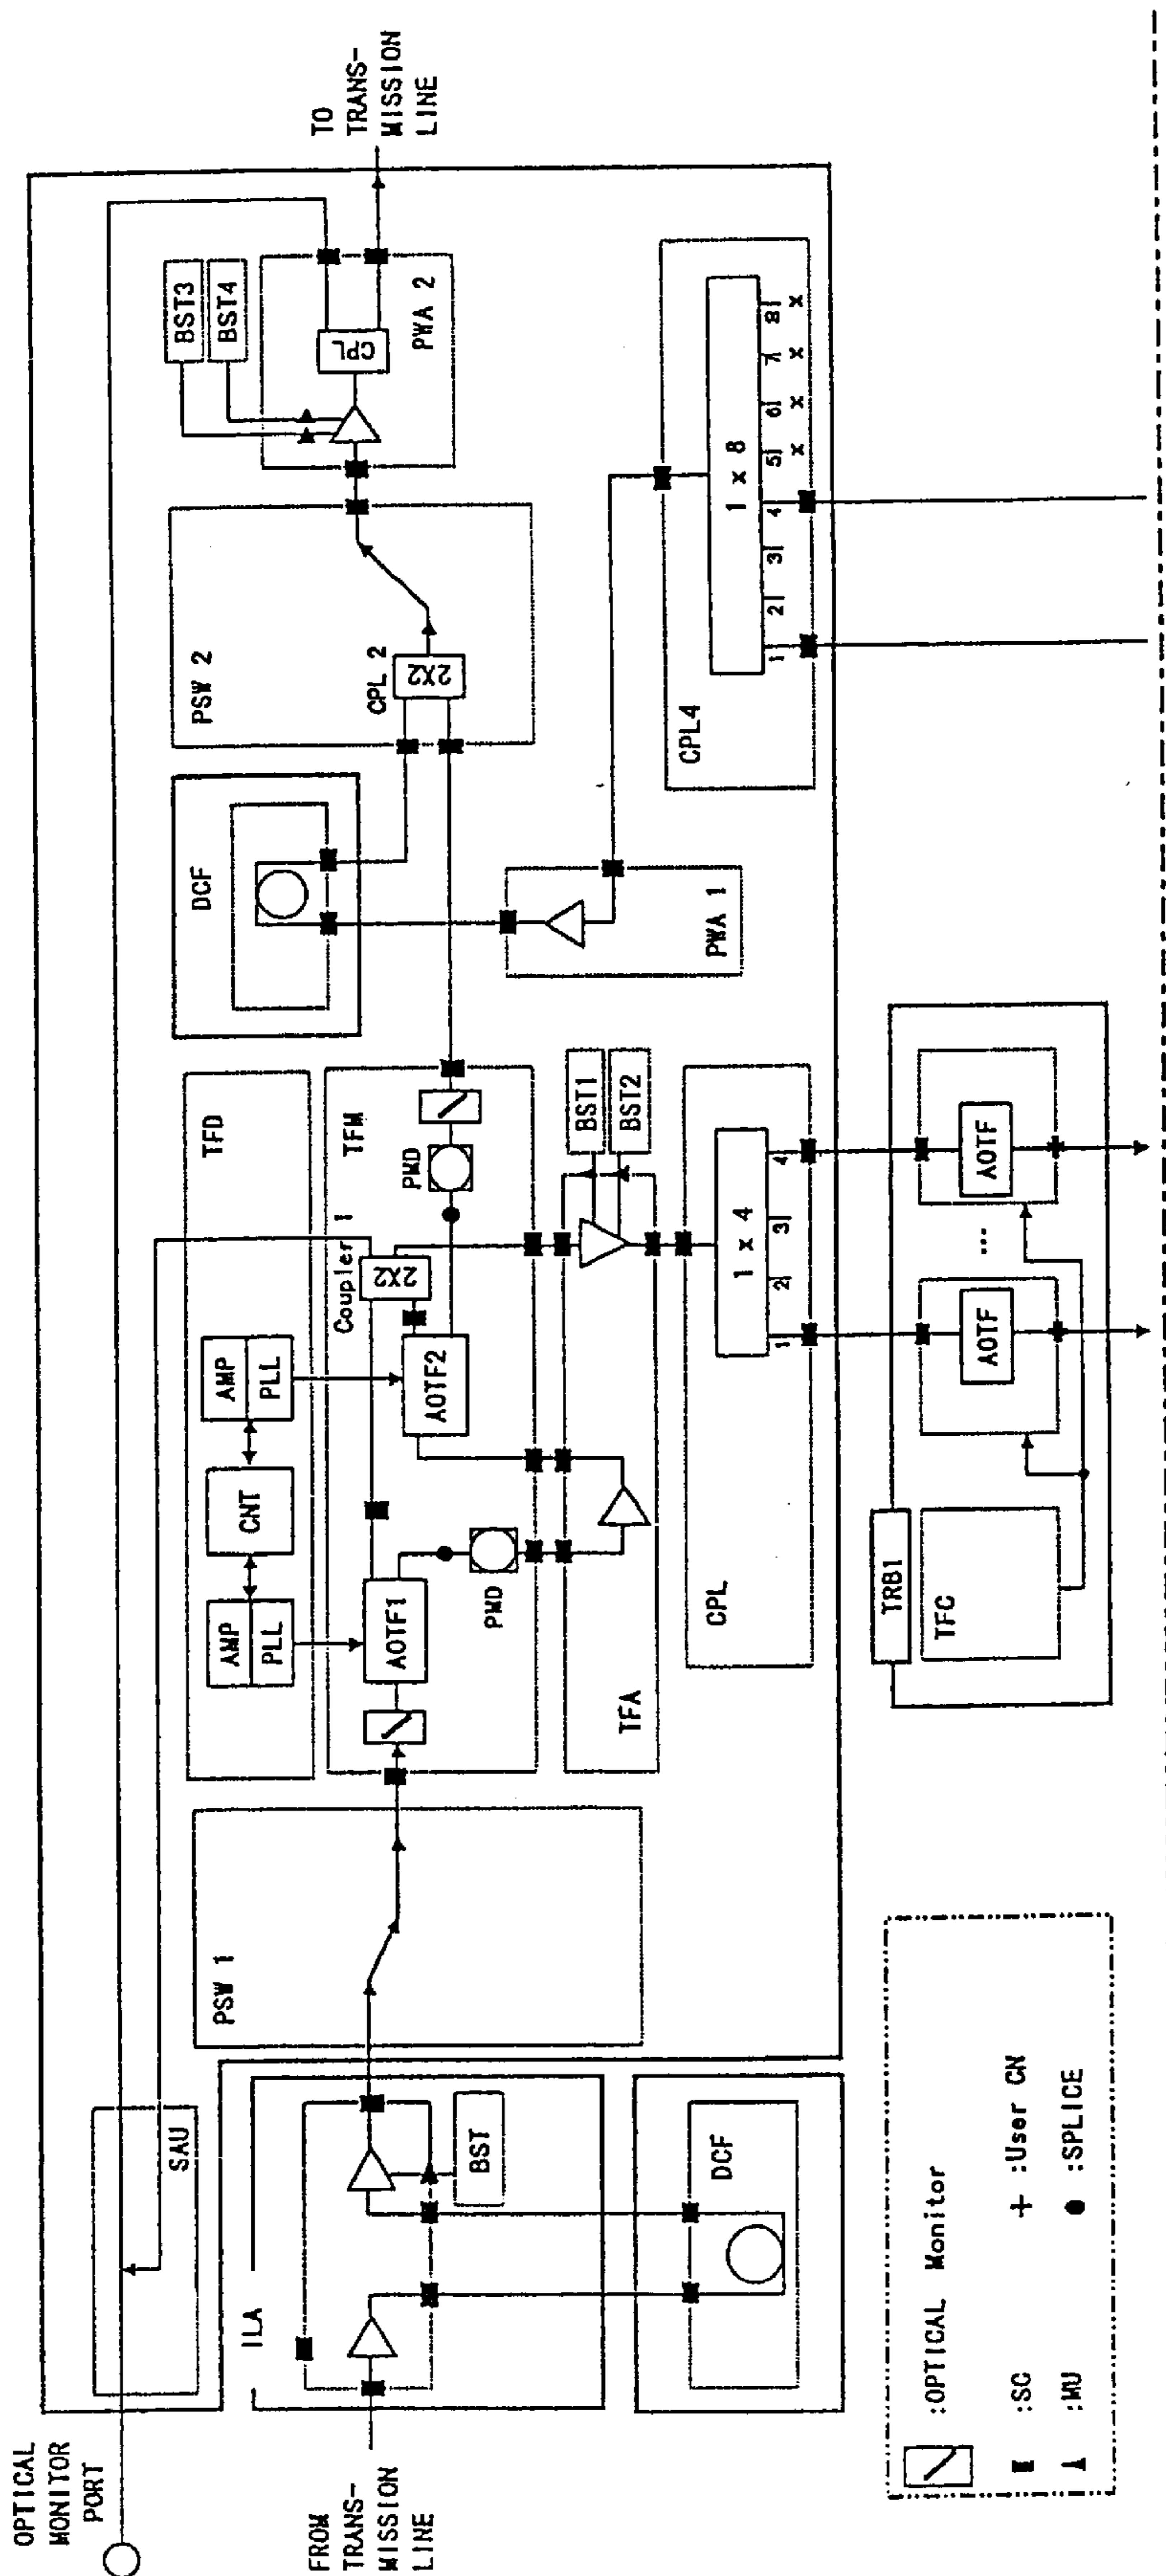 OPTICAL
MONITOR
PORT
FROM
TRANS-
MISSION
LINE
SAU
ILA
BST
DCF
PSW 1
TFD
AMP
PLL
CNT
AMP
PLL
TFM
AOTF1
PMD
Coupler 1
2X2
AOTF2
PMD
TFA
BST1
BST2
CPL
1 x 4
1
2
3
4
DCF
PWA 1
PSW 2
CPL 2
2X2
BST3
BST4
CPL
PWA 2
TO
TRANS-
MISSION
LINE
CPL4
1 x 8
1
2
3
4
5
6
7
8
x
x
x
x
TRB1
TFC
AOTF
...
AOTF
:OPTICAL Monitor
:SC
:User CN
:MU
:SPLICE